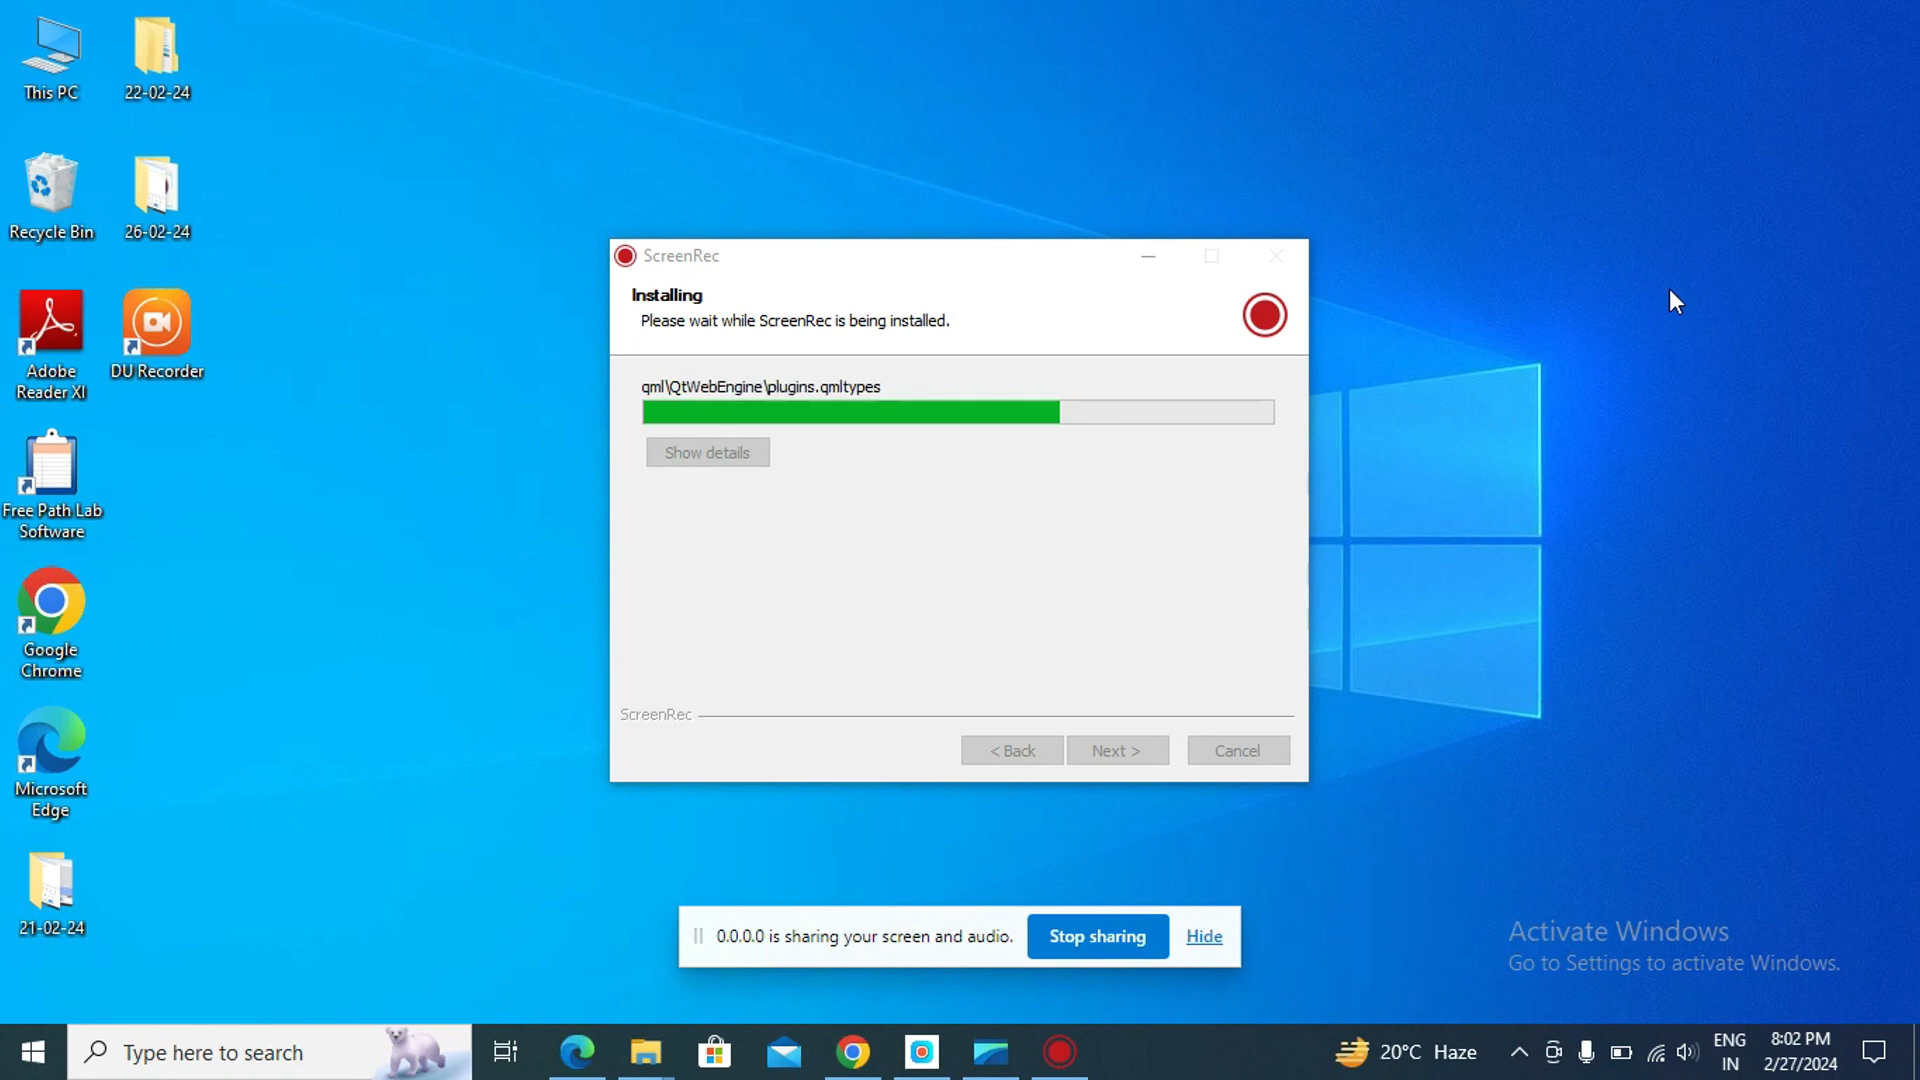 This PC
22-02-24
Recycle Bin
26-02-24
Adobe
Reader XI
DU Recorder
Free Path Lab
Software
Google
Chrome
Microsoft
Edge
21-02-24
ScreenRec
Installing
Please wait while ScreenRec is being installed.
qml\QtWebEngine\plugins.qmltypes
Show details
ScreenRec
< Back
Next >
Cancel
0.0.0.0 is sharing your screen and audio.
Stop sharing
Hide
Activate Windows
Go to Settings to activate Windows.
Type here to search
20°C Haze
ENG
IN
8:02 PM
2/27/2024